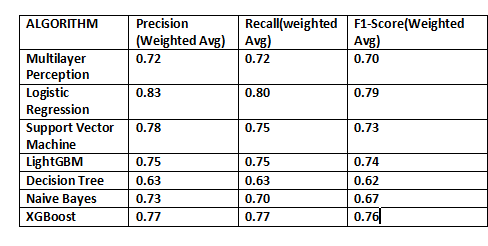 ALGORITHM Precision (Weighted Avg) Recall(weighted Avg) F1-Score(Weighted Avg)
Multilayer Perception 0.72 0.72 0.70
Logistic Regression 0.83 0.80 0.79
Support Vector Machine 0.78 0.75 0.73
LightGBM 0.75 0.75 0.74
Decision Tree 0.63 0.63 0.62
Naive Bayes 0.73 0.70 0.67
XGBoost 0.77 0.77 0.76